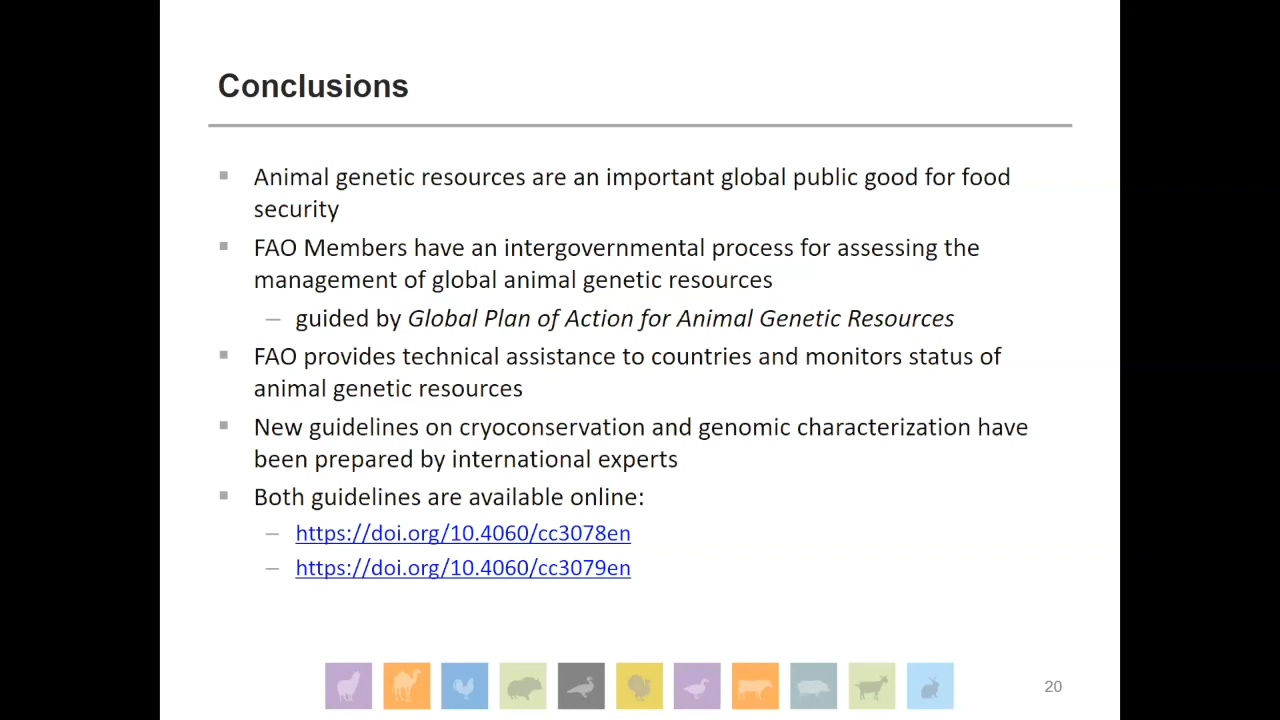 Conclusions
Animal genetic resources are an important global public good for food
security
FAO Members have an intergovernmental process for assessing the
management of global animal genetic resources
– guided by Global Plan of Action for Animal Genetic Resources
FAO provides technical assistance to countries and monitors status of
animal genetic resources
New guidelines on cryoconservation and genomic characterization have
been prepared by international experts
Both guidelines are available online:
– https://doi.org/10.4060/cc3078en
– https://doi.org/10.4060/cc3079en
20